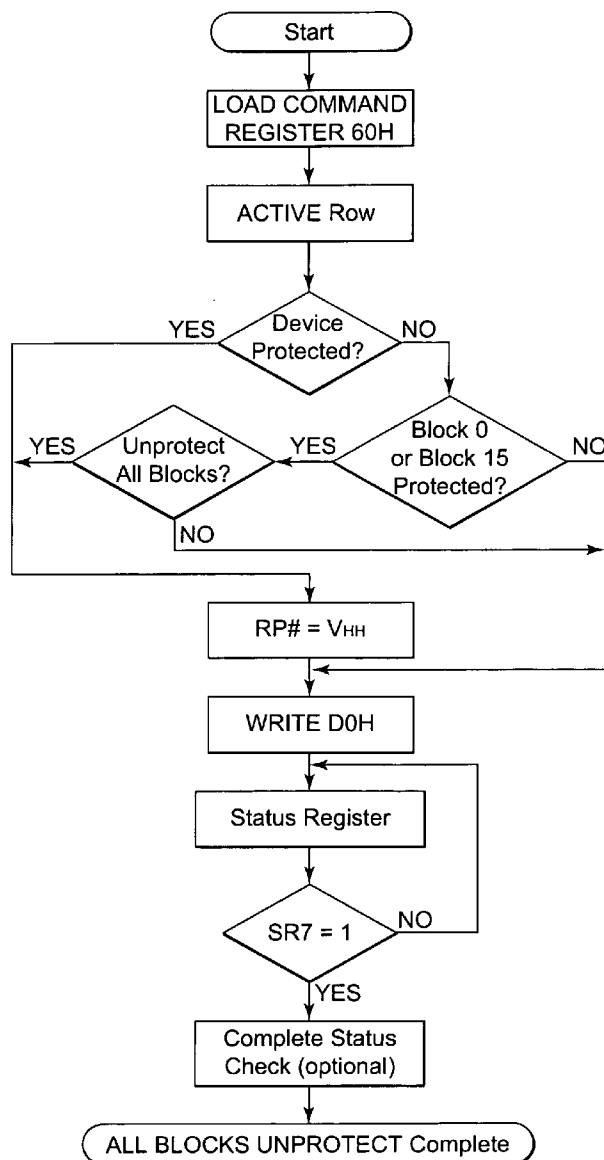 Start
LOAD COMMAND
REGISTER 60H
ACTIVE Row
YES
Device
Protected?
NO
YES
Unprotect
All Blocks?
YES
Block 0
or Block 15
Protected?
NO
NO
RP# = VHH
WRITE D0H
Status Register
SR7 = 1
NO
YES
Complete Status
Check (optional)
ALL BLOCKS UNPROTECT Complete